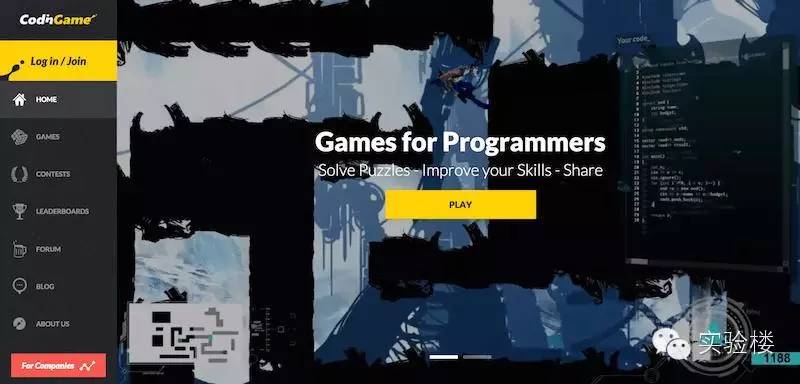 CodinGame
Log in / Join
HOME
GAMES
CONTESTS
LEADERBOARDS
FORUM
BLOG
ABOUT US
For Companies
Games for Programmers
Solve Puzzles - Improve your Skills - Share
PLAY
Your code_
实验楼
1188